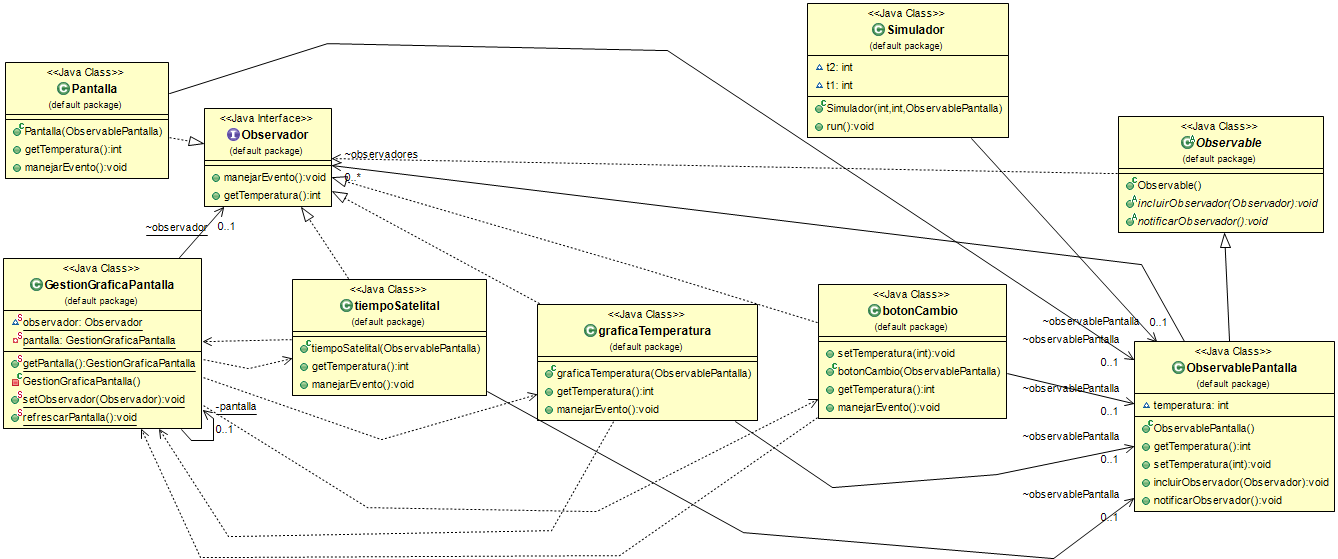 <<Java Class>>
Simulador
(default package)
t2: int
t1: int
Simulador(int,int,ObservablePantalla)
run():void
<<Java Class>>
Pantalla
(default package)
Pantalla(ObservablePantalla)
getTemperatura():int
manejarEvento():void
<<Java Interface>>
Observador
(default package)
manejarEvento():void
getTemperatura():int
~observadores
0..*
<<Java Class>>
Observable
(default package)
Observable()
incluirObservador(Observador):void
notificarObservador():void
~observador
0..1
<<Java Class>>
GestionGraficaPantalla
(default package)
observador: Observador
pantalla: GestionGraficaPantalla
getPantalla():GestionGraficaPantalla
GestionGraficaPantalla()
setObservador(Observador):void
refrescarPantalla():void
-pantalla
0..1
<<Java Class>>
tiempoSatelital
(default package)
tiempoSatelital(ObservablePantalla)
getTemperatura():int
manejarEvento():void
<<Java Class>>
graficaTemperatura
(default package)
graficaTemperatura(ObservablePantalla)
getTemperatura():int
manejarEvento():void
<<Java Class>>
botonCambio
(default package)
setTemperatura(int):void
botonCambio(ObservablePantalla)
getTemperatura():int
manejarEvento():void
~observablePantalla
0..1
~observablePantalla
0..1
~observablePantalla
0..1
~observablePantalla
0..1
~observablePantalla
0..1
<<Java Class>>
ObservablePantalla
(default package)
temperatura: int
ObservablePantalla()
getTemperatura():int
setTemperatura(int):void
incluirObservador(Observador):void
notificarObservador():void